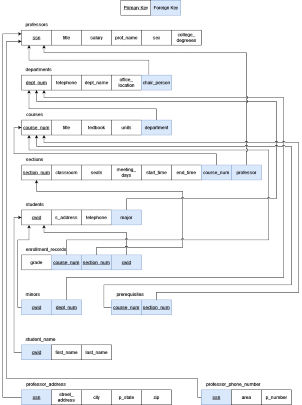 Primary Key Foreign Key
professors
ssn title salary prof_name sex college_degreees
departments
dept_num telephone dept_name office_location chair_person
courses
course_num title textbook units department
sections
section_num classroom seats meeting_days start_time end_time course_num professor
students
cwid s_address telephone major
enrollment_records
grade course_num section_num cwid
minors prerequisites
cwid dept_num course_num section_num
student_name
cwid first_name last_name
professor_address professor_phone_number
ssn street_address city p_state zip ssn area p_number